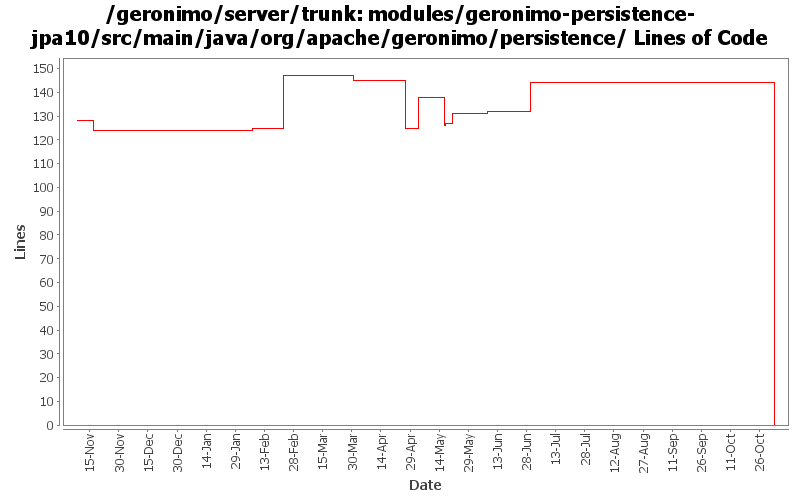 /geronimo/server/trunk: modules/geronimo-persistence-
jpa10/src/main/java/org/apache/geronimo/persistence/ Lines of Code
150
140
130
120
110
100
90
80
70
60
50
40
30
20
10
0
Lines
15-Nov
30-Nov
15-Dec
30-Dec
14-Jan
29-Jan
13-Feb
28-Feb
15-Mar
30-Mar
14-Apr
29-Apr
14-May
29-May
13-Jun
28-Jun
13-Jul
28-Jul
12-Aug
27-Aug
11-Sep
26-Sep
11-Oct
26-Oct
Date